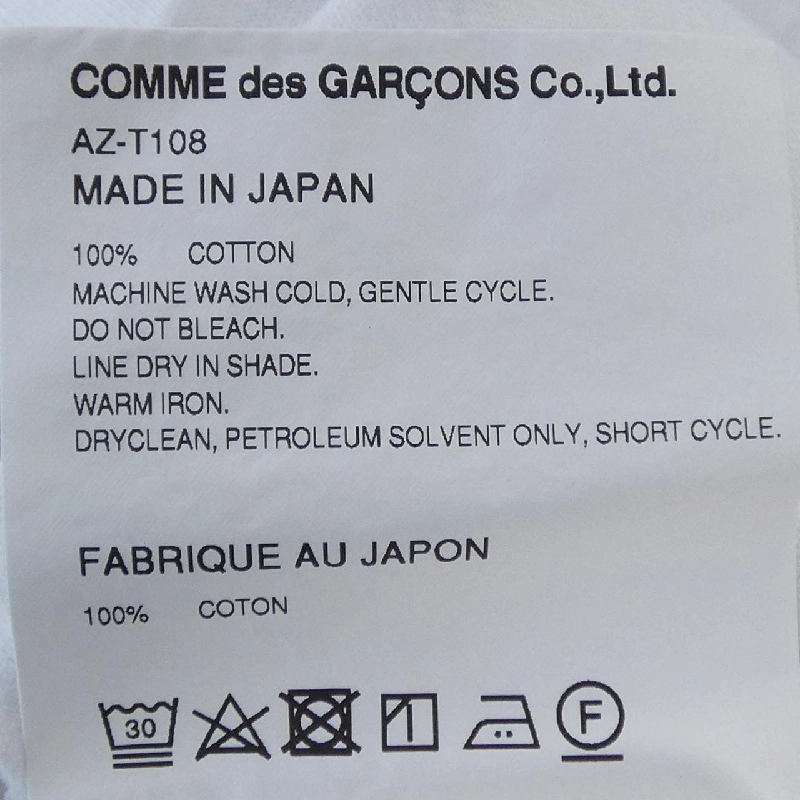 COMME des GARÇONS Co.,Ltd.
AZ-T108
MADE IN JAPAN
100% COTTON
MACHINE WASH COLD, GENTLE CYCLE.
DO NOT BLEACH.
LINE DRY IN SHADE.
WARM IRON.
DRYCLEAN, PETROLEUM SOLVENT ONLY, SHORT CYCLE.
FABRIQUE AU JAPON
100% COTON
30 F